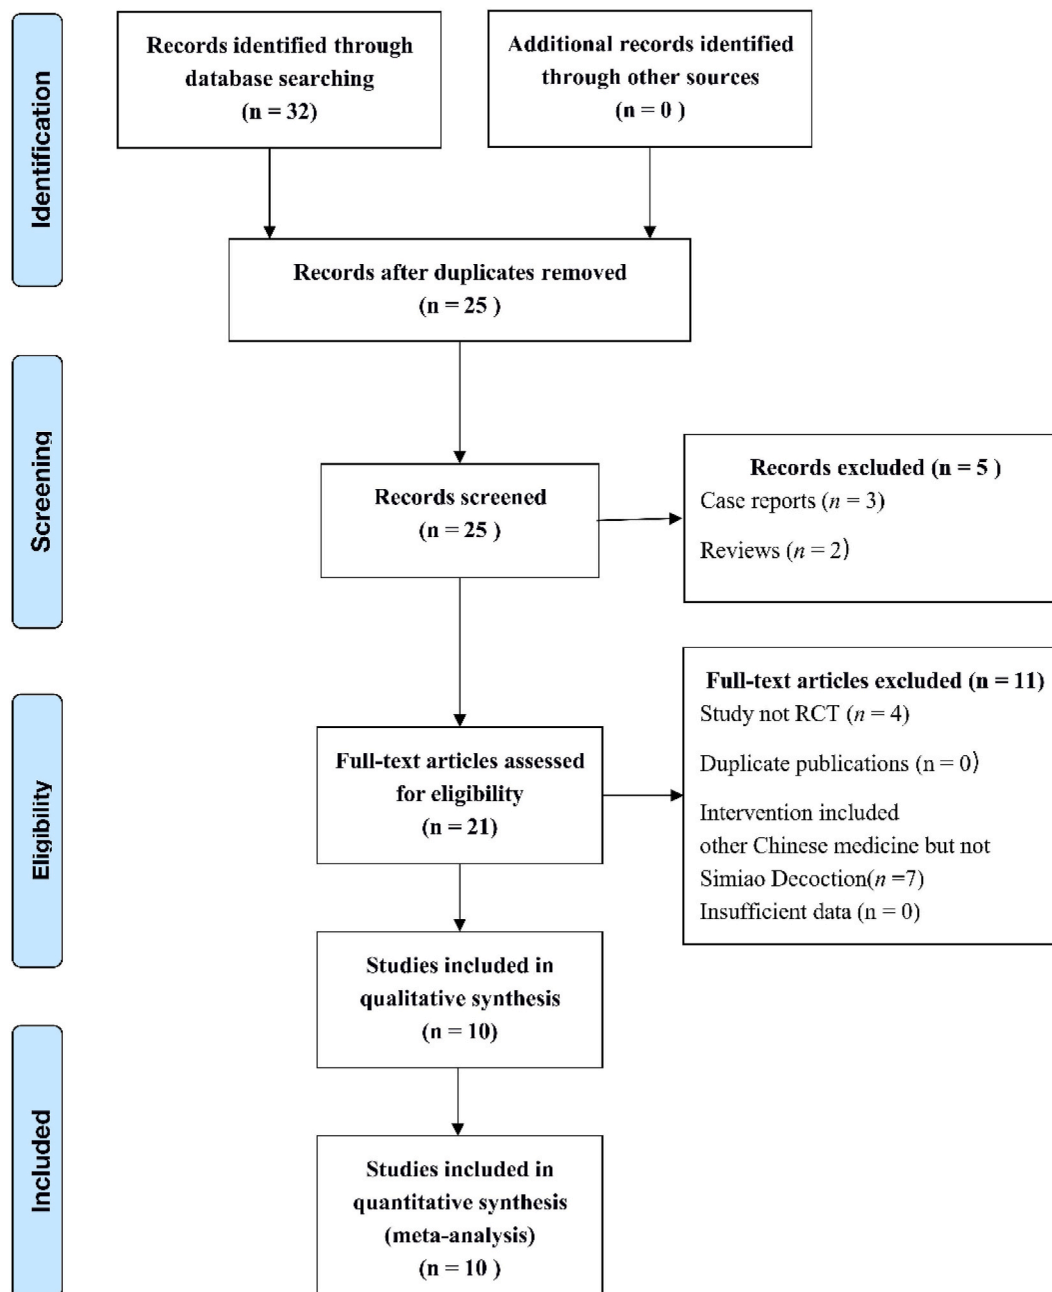 Identification
Records identified through
database searching
(n = 32)
Additional records identified
through other sources
(n = 0 )
Records after duplicates removed
(n = 25 )
Screening
Records screened
(n = 25 )
Records excluded (n = 5 )
Case reports (n = 3)
Reviews (n = 2)
Eligibility
Full-text articles assessed
for eligibility
(n = 21)
Full-text articles excluded (n = 11)
Study not RCT (n = 4)
Duplicate publications (n = 0)
Intervention included
other Chinese medicine but not
Simiao Decoction(n =7)
Insufficient data (n = 0)
Studies included in
qualitative synthesis
(n = 10)
Included
Studies included in
quantitative synthesis
(meta-analysis)
(n = 10 )